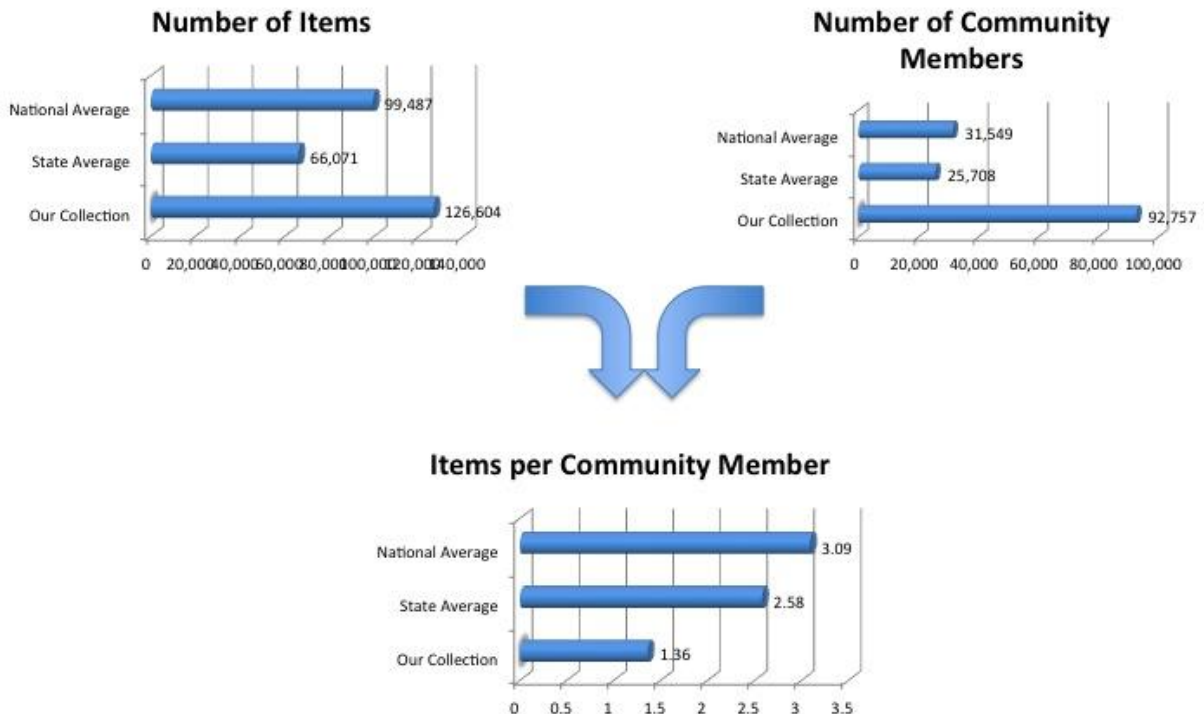 Number of Items
National Average
99,487
State Average
66,071
Our Collection
126,604
0 20,000 40,000 60,000 80,000 100,000 120,000 140,000
Number of Community
Members
National Average
31,549
State Average
25,708
Our Collection
92,757
0 20,000 40,000 60,000 80,000 100,000
Items per Community Member
National Average
3.09
State Average
2.58
Our Collection
1.36
0 0.5 1 1.5 2 2.5 3 3.5